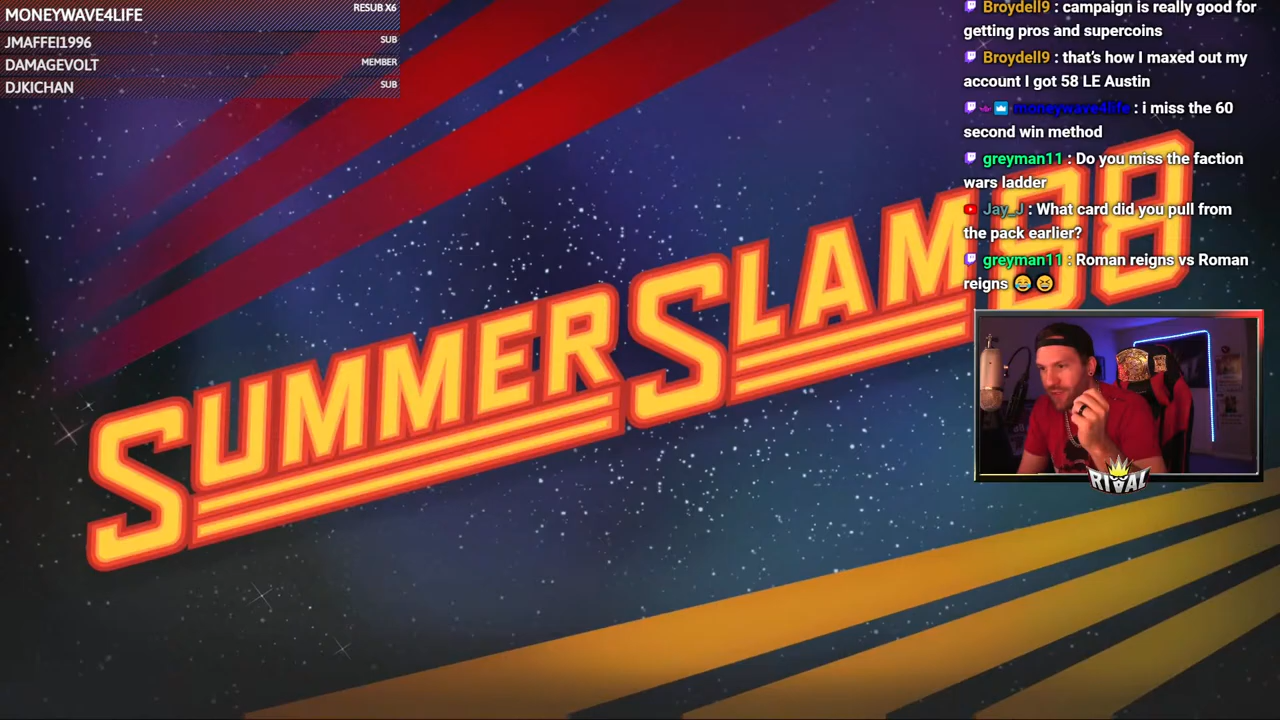 MONEYWAVE4LIFE RESUB X6
JMAFFEI1996 SUB
DAMAGEVOLT MEMBER
DJKICHAN SUB
Broydell9 : campaign is really good for
getting pros and supercoins
Broydell9 : that's how I maxed out my
account I got 58 LE Austin
moneywave4life : i miss the 60
second win method
greyman11 : Do you miss the faction
wars ladder
Jay_J : What card did you pull from
the pack earlier?
greyman11 : Roman reigns vs Roman
reigns 😂😆
SUMMERSLAM 88
RIVAL